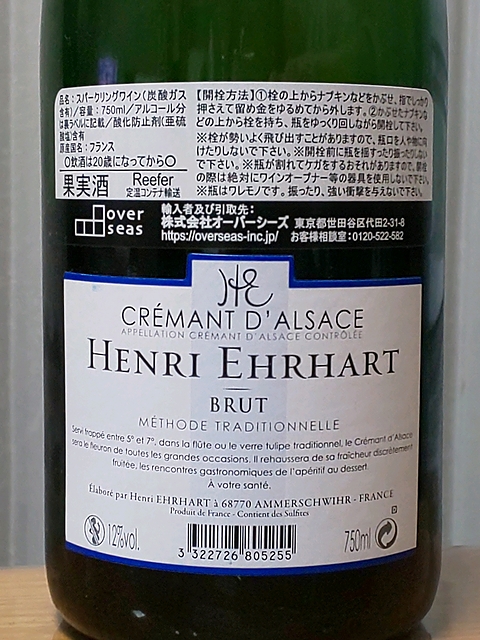 品名:スパークリングワイン(炭酸ガス
含有)/容量:750ml/アルコール分
は裏ラベルに記載/酸化防止剤(亜硫
酸塩)含有
原産国名:フランス
〇飲酒は20歳になってから〇
果実酒
Reefer
定温コンテナ輸送
【開栓方法】①栓の上からナプキンなどをかぶせ、指でしっかり
押さえて留め金をゆるめてから外します。②かぶせたナプキンな
どの上から栓を持ち、瓶をゆっくり回しながら開栓して下さい。
※栓が勢いよく飛び出すことがありますので、瓶口を人や物に向
けたりしないで下さい。※開栓前に瓶を揺すったり振ったりしない
で下さい。※瓶が割れてケガをするおそれがありますので、開栓
の際は絶対にワインオープナー等の器具を使用しないで下さい。
※瓶はワレモノです。振ったり、強い衝撃を与えないで下さい。
over
seas
輸入者及び引取先:
株式会社オーバーシーズ 東京都世田谷区代田2-31-8
https://overseas-inc.jp/ お客様相談室:0120-522-582
HE
CRÉMANT D'ALSACE
APPELLATION CRÉMANT D'ALSACE CONTRÔLÉE
HENRI EHRHART
BRUT
MÉTHODE TRADITIONNELLE
Servi frappé entre 5° et 7°, dans la flûte ou le verre tulipe traditionnel, le Crémant d'Alsace
sera le fleuron de toutes les grandes occasions. Il rehaussera de sa fraîcheur discrètement
fruitée, les rencontres gastronomiques de l'apéritif au dessert.
À votre santé.
Élaboré par Henri EHRHART à 68770 AMMERSCHWIHR - FRANCE
Produit de France - Contient des Sulfites
12%vol.
3 322726 805255
750ml